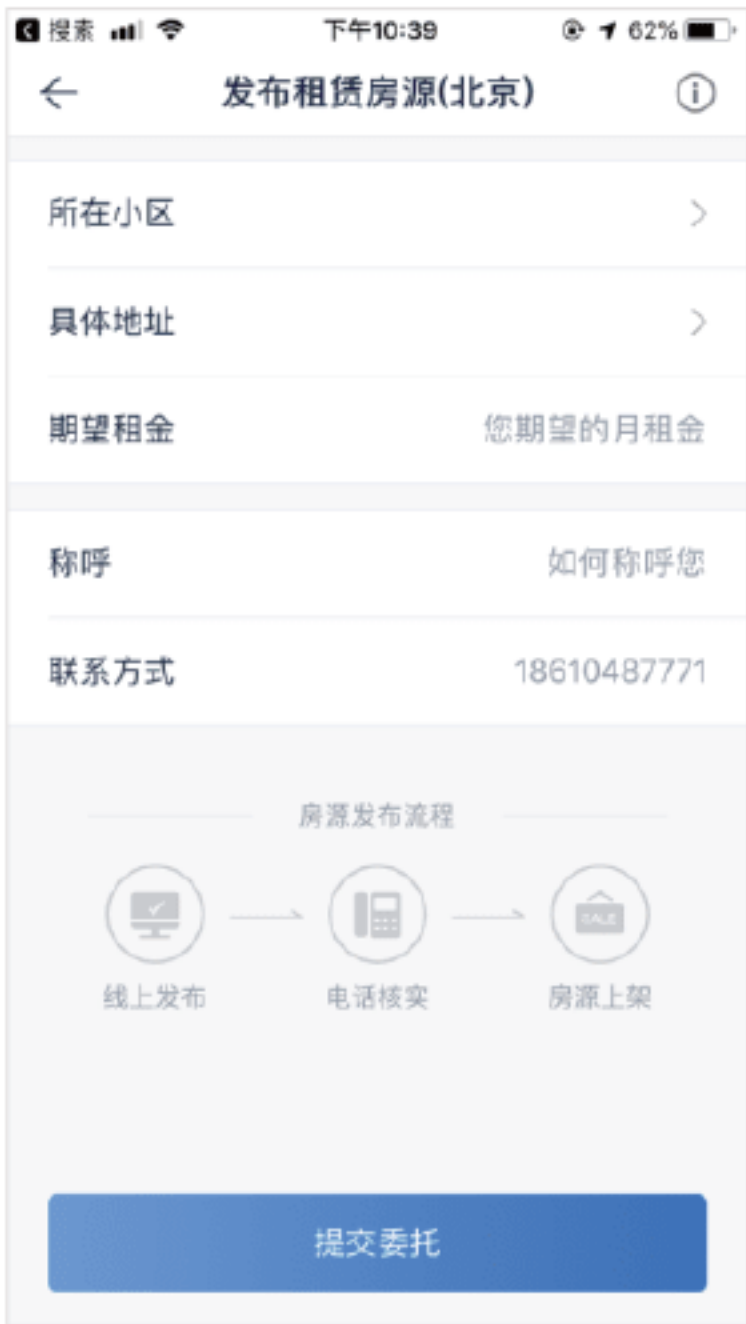 搜索 下午10:39 62%
发布租赁房源(北京)
所在小区
具体地址
期望租金 您期望的月租金
称呼 如何称呼您
联系方式 18610487771
房源发布流程
SALE
线上发布 电话核实 房源上架
提交委托